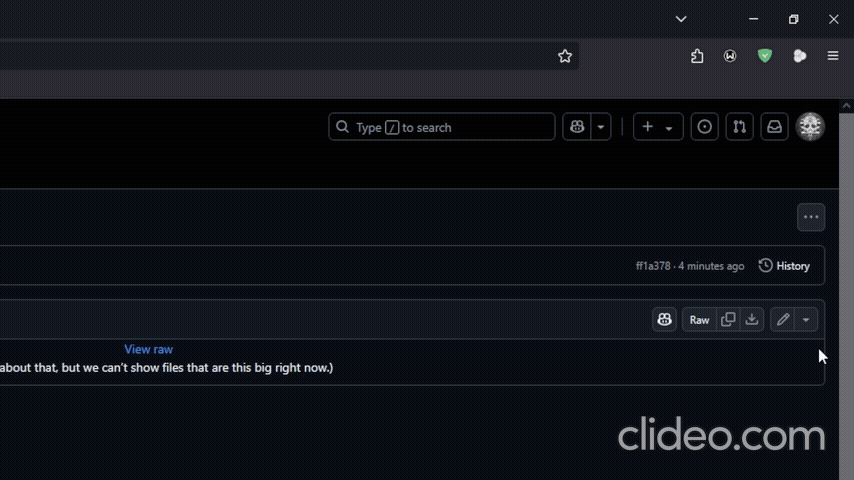 Type / to search
ff1a378 · 4 minutes ago History
Raw
View raw
about that, but we can't show files that are this big right now.)
clideo.com